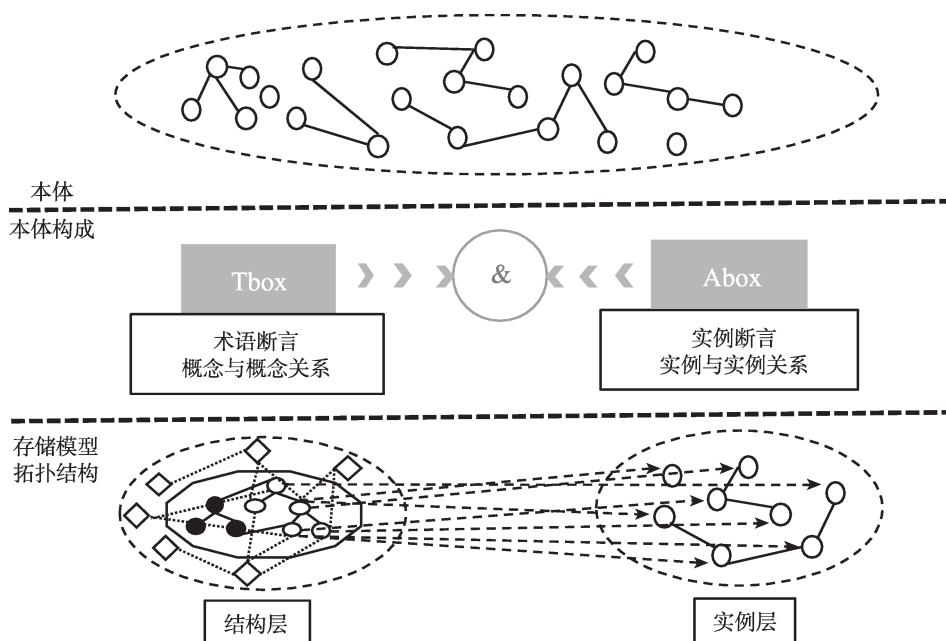 本体
本体构成
Tbox
&
Abox
术语断言
概念与概念关系
实例断言
实例与实例关系
存储模型
拓扑结构
结构层
实例层